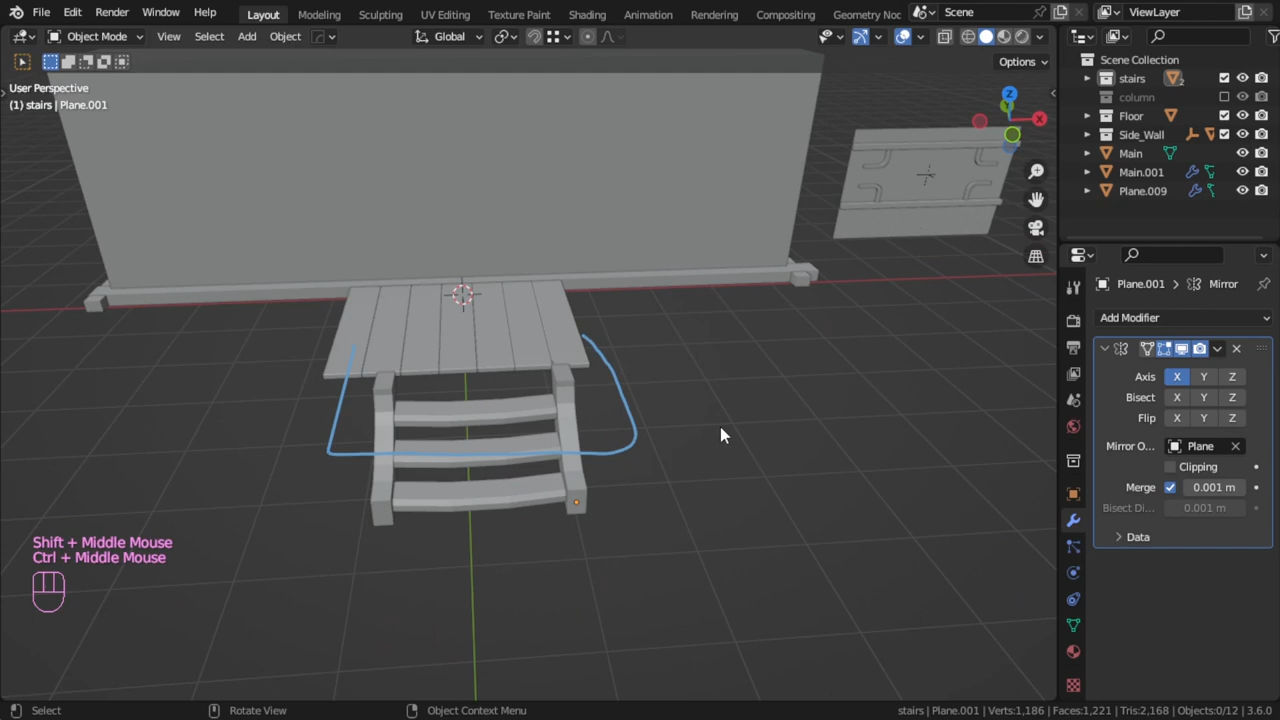 File Edit Render Window Help Layout Modeling Sculpting UV Editing Texture Paint Shading Animation Rendering Compositing Geometry Noc Scene ViewLayer
Object Mode View Select Add Object Global
Options
User Perspective
(1) stairs | Plane.001
Z
Y
X
Scene Collection
stairs 2
column
Floor
Side_Wall
Main
Main.001
Plane.009
Plane.001 > Mirror
Add Modifier
Axis X Y Z
Bisect X Y Z
Flip X Y Z
Mirror O... Plane
Clipping
Merge 0.001 m
Bisect Di... 0.001 m
Data
Shift + Middle Mouse
Ctrl + Middle Mouse
Select Rotate View Object Context Menu stairs | Plane.001 | Verts:1,186 | Faces:1,221 | Tris:2,168 | Objects:0/12 | 3.6.0